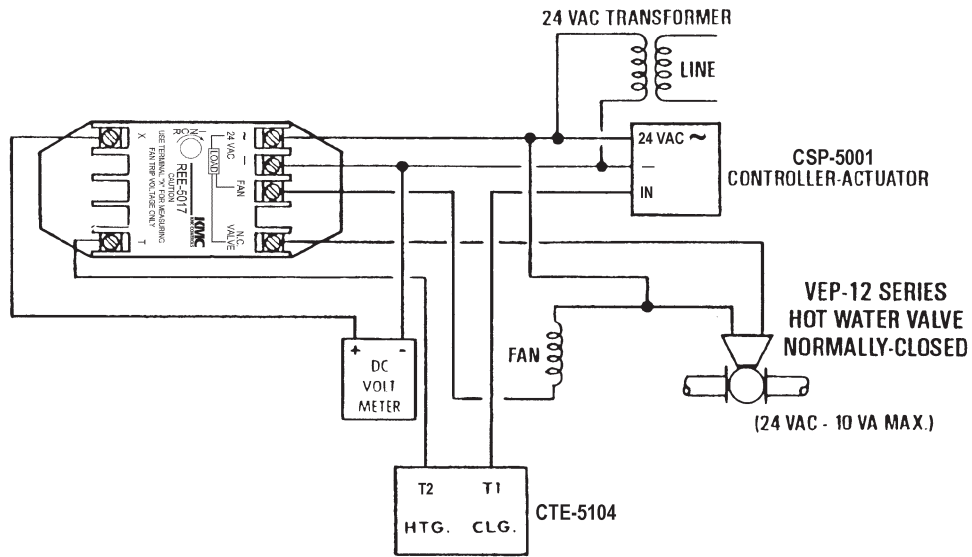 24 VAC TRANSFORMER
LINE
24 VAC ~
–
IN
CSP-5001
CONTROLLER-ACTUATOR
X
T
USE TERMINAL "X" FOR MEASURING
FAN TRIP VOLTAGE ONLY
CAUTION
REE-5017
R
C
N
I
KMC
~
24 VAC
–
LOAD
FAN
N.C.
VALVE
VEP-12 SERIES
HOT WATER VALVE
NORMALLY-CLOSED
(24 VAC - 10 VA MAX.)
FAN
+ -
DC
VOLT
METER
T2 T1
HTG. CLG.
CTE-5104